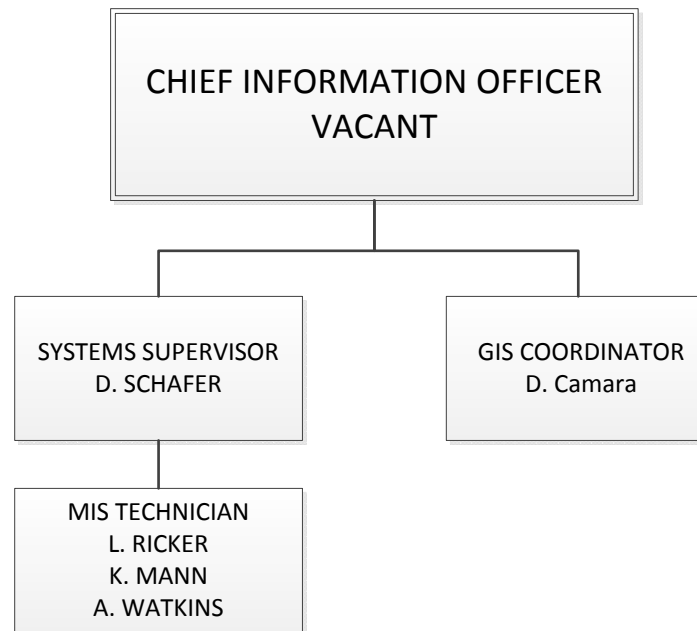 CHIEF INFORMATION OFFICER
VACANT
SYSTEMS SUPERVISOR
D. SCHAFER
GIS COORDINATOR
D. Camara
MIS TECHNICIAN
L. RICKER
K. MANN
A. WATKINS